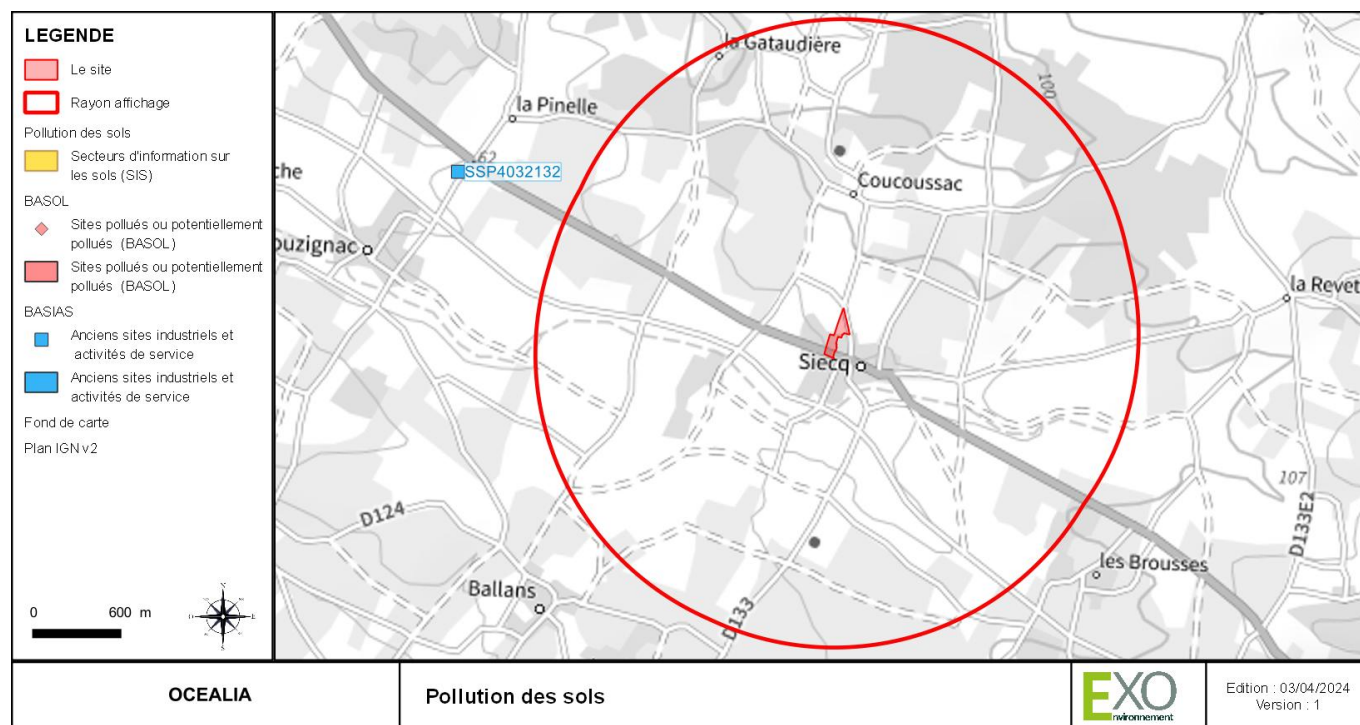 LEGENDE
Le site
Rayon affichage
Pollution des sols
Secteurs d'information sur
les sols (SIS)
BASOL
Sites pollués ou potentiellement
pollués (BASOL)
Sites pollués ou potentiellement
pollués (BASOL)
BASIAS
Anciens sites industriels et
activités de service
Anciens sites industriels et
activités de service
Fond de carte
Plan IGN v2
0 600 m
la Gataudière
100
la Pinelle
62
SSP4032132
che
Coucoussac
ouzignac
la Revet
Siecq
107
D124
D133E2
les Brousses
Ballans
D133
OCEALIA
Pollution des sols
EXO
nvironnement
Edition : 03/04/2024
Version : 1